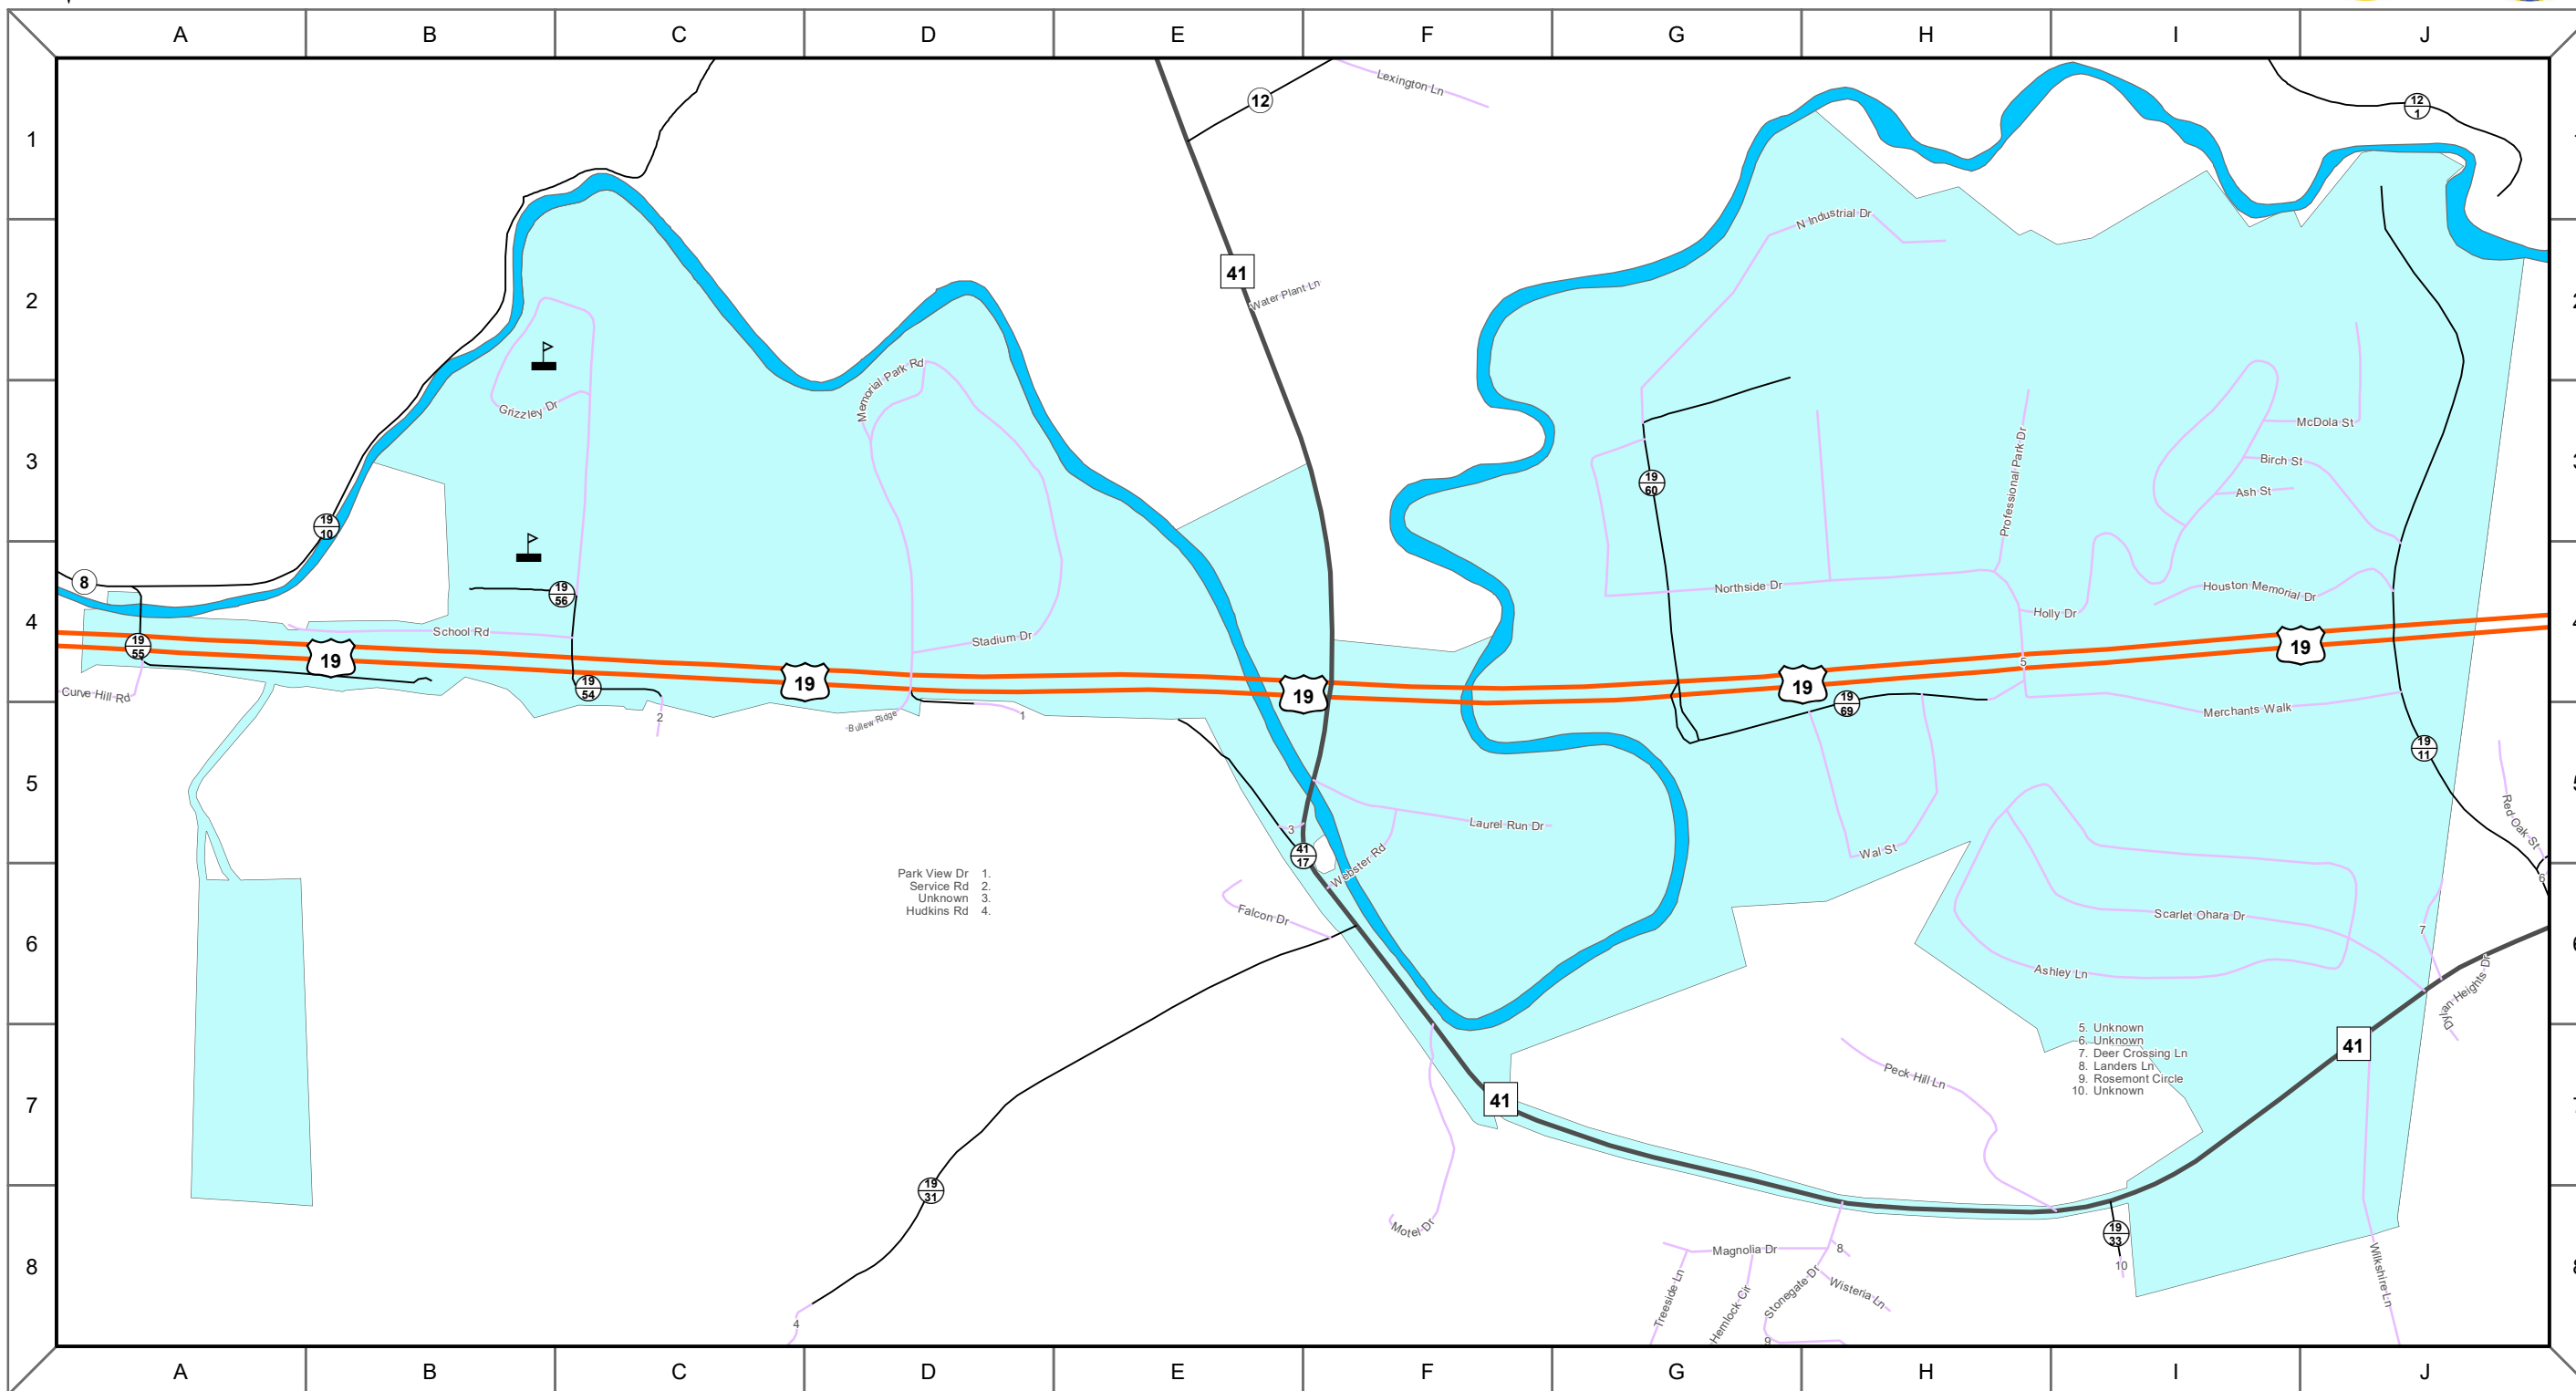 A B C D E F G H I J
Lexington Ln
12
12
1
1
N Industrial Dr
41
2
Water Plant Ln
Memorial Park Rd
Grizzley Dr
McDola St
3
Professional Park Dr
Birch St
19
60
Ash St
19
10
8
19
56
Northside Dr
Houston Memorial Dr
4
School Rd
Stadium Dr
Holly Dr
19
55
19
19
19
19
19
5
Curve Hill Rd
19
54
19
69
2
Bullew Ridge
1
Merchants Walk
19
11
5
Red Oak St
3
Laurel Run Dr
41
17
Webster Rd
Wal St
Park View Dr 1.
Service Rd 2.
Unknown 3.
Hudkins Rd 4.
6
Falcon Dr
Scarlet Ohara Dr
7
6
Ashley Ln
Dylan Heights Dr
5. Unknown
6. Unknown
7. Deer Crossing Ln
8. Landers Ln
9. Rosemont Circle
10. Unknown
41
Peck Hill Ln
41
7
19
31
Motel Dr
19
33
Magnolia Dr
8
10
8
Treeside Ln
Hemlock Cir
Stonegate Dr
Wisteria Ln
Wilkshire Ln
4
9
A B C D E F G H I J